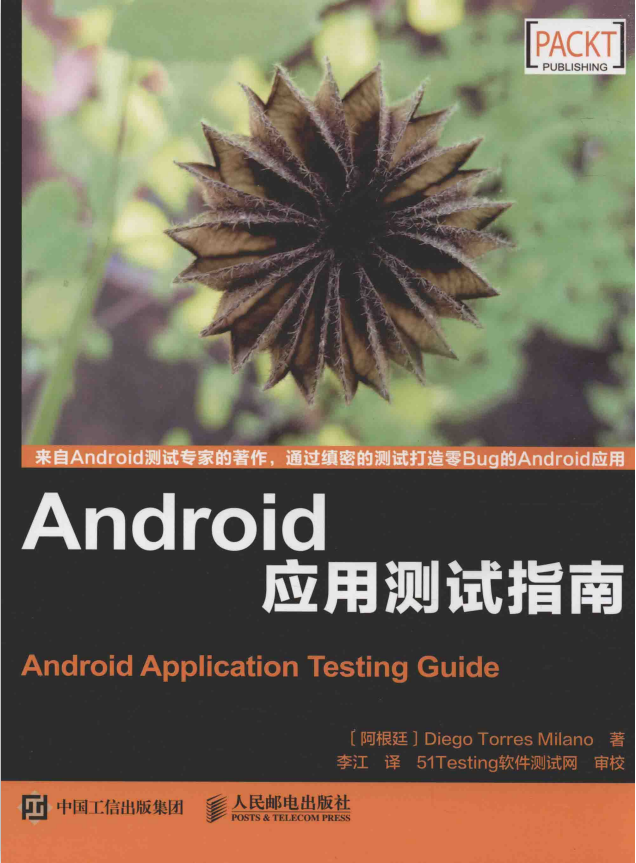 PACKT
PUBLISHING
来自Android测试专家的著作，通过缜密的测试打造零Bug的Android应用
Android
应用测试指南
Android Application Testing Guide
［阿根廷］Diego Torres Milano 著
李江 译 51Testing软件测试网 审校
中国工信出版集团 人民邮电出版社
POSTS & TELECOM PRESS